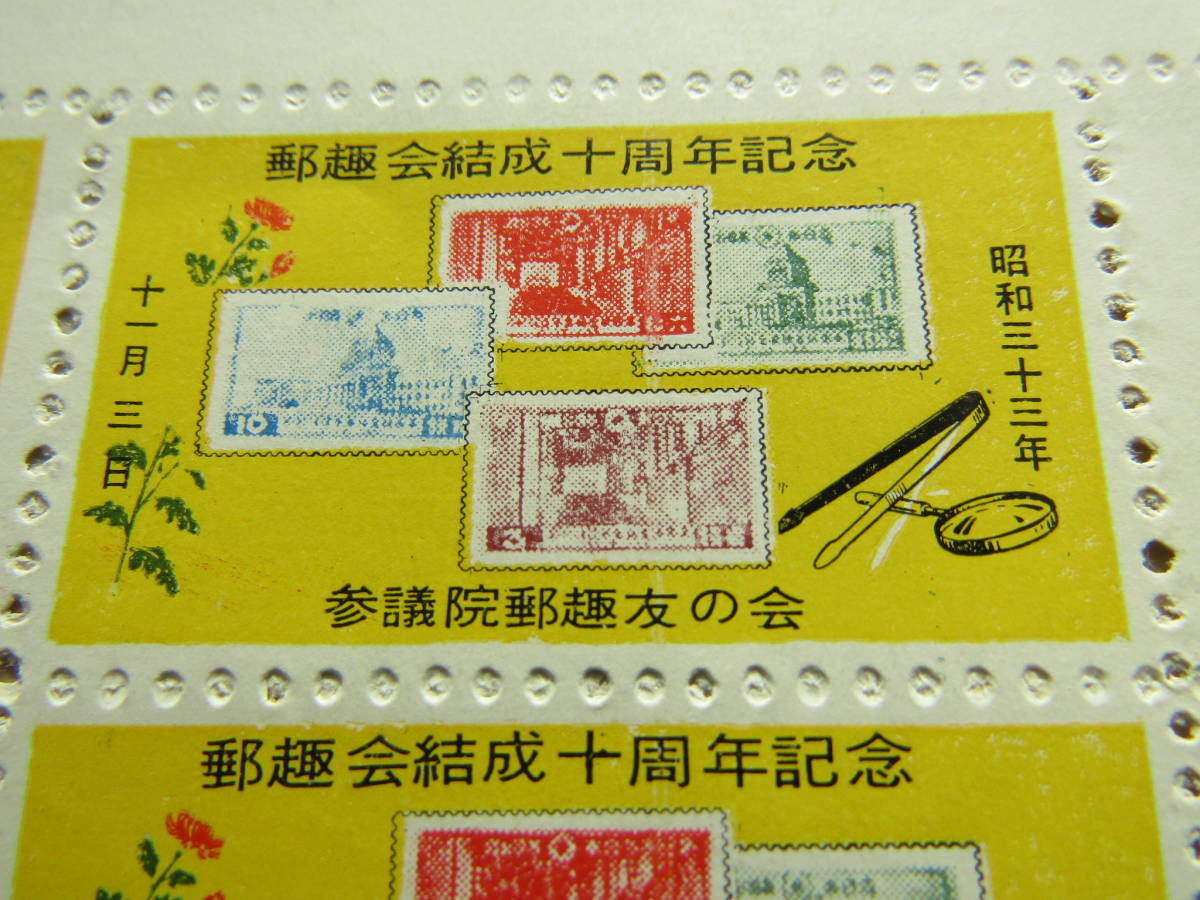 郵趣会結成十周年記念
昭和三十三年
十一月三日
10
3
参議院郵趣友の会
郵趣会結成十周年記念